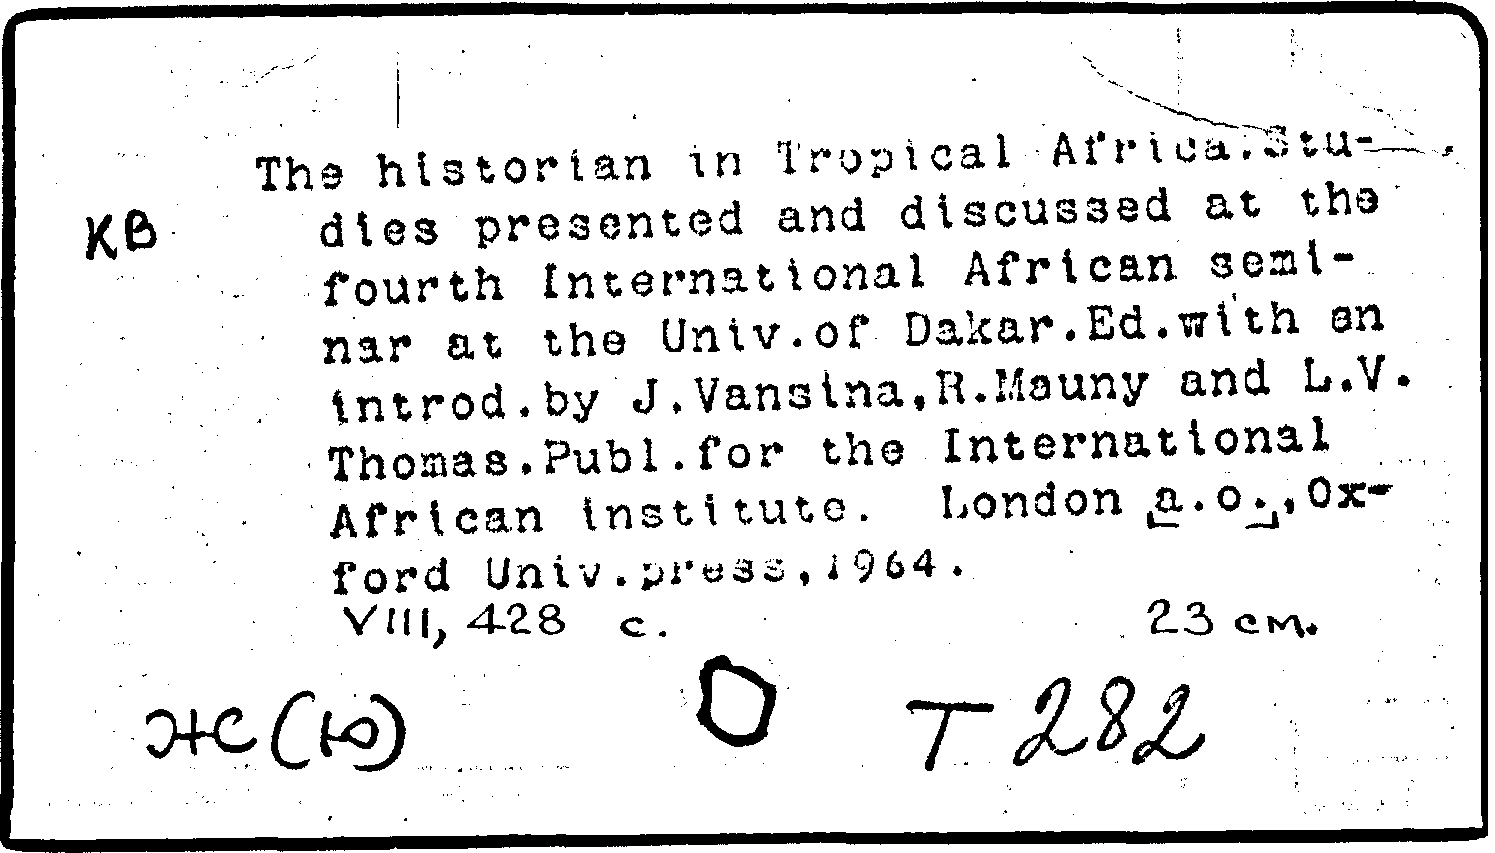 The historian in Tropical Africa.Stu-
KB dies presented and discussed at the
fourth International African semi-
nar at the Univ.of Dakar.Ed.with an
introd.by J.Vansina,R.Mauny and L.V.
Thomas.Publ.for the International
African institute. London a.o.,Ox-
ford Univ.press,1964.
VIII, 428 c. 23 см.
Ж(Ю) T 282